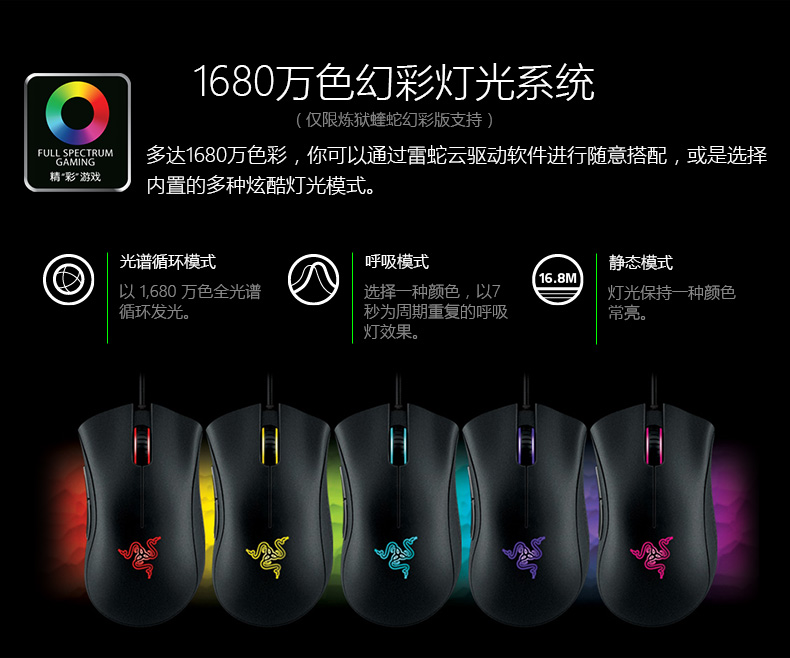 1680万色幻彩灯光系统
（仅限炼狱蝰蛇幻彩版支持）
FULL SPECTRUM
GAMING
精“彩”游戏
多达1680万色彩，你可以通过雷蛇云驱动软件进行随意搭配，或是选择
内置的多种炫酷灯光模式。
光谱循环模式
以 1,680 万色全光谱
循环发光。
呼吸模式
选择一种颜色，以7
秒为周期重复的呼吸
灯效果。
16.8M
静态模式
灯光保持一种颜色
常亮。